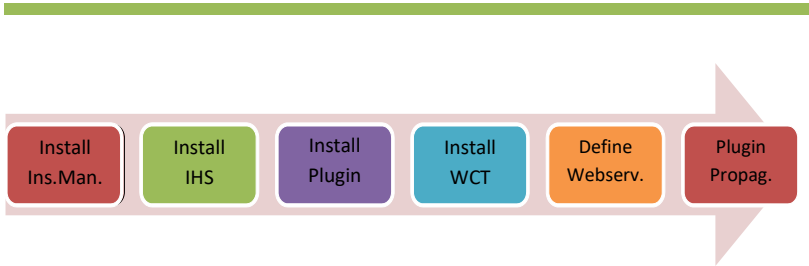 Install
Ins.Man.
Install
IHS
Install
Plugin
Install
WCT
Define
Webserv.
Plugin
Propag.